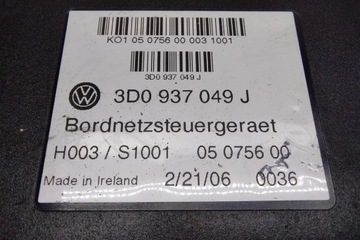 KO1 05 0756 00 003 1001
3D0 937 049 J
3D0 937 049 J
Bordnetzsteuergeraet
H003 / S1001 05 0756 00
Made in Ireland 2/21/06 0036